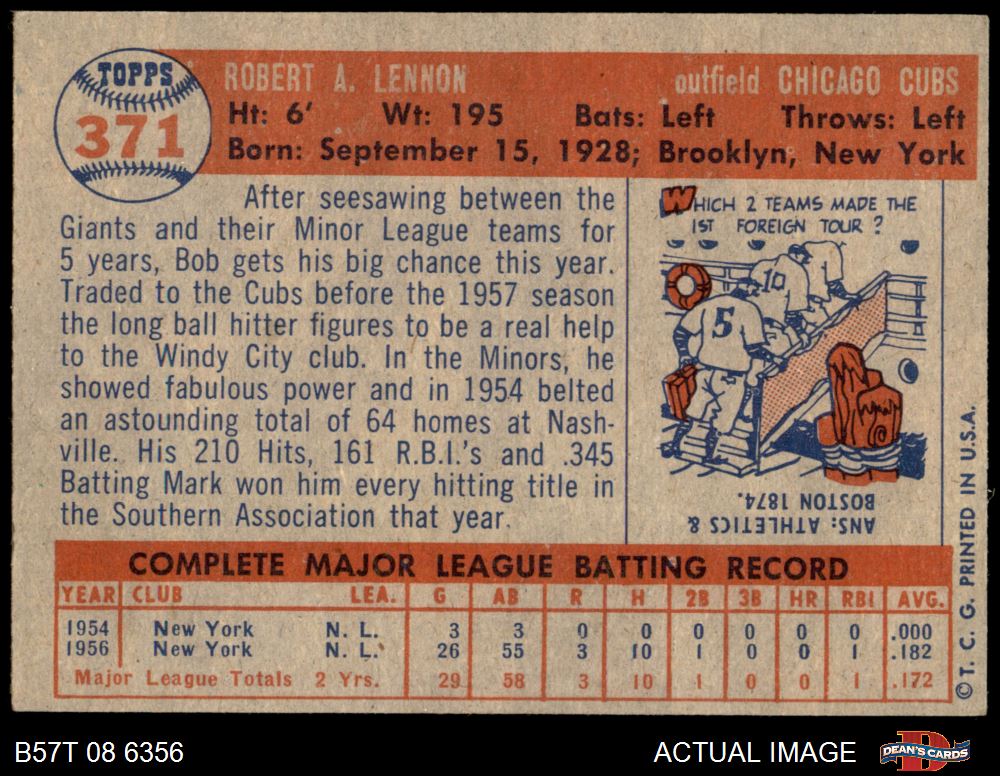 TOPPS
371
ROBERT A. LENNON outfield CHICAGO CUBS
Ht: 6' Wt: 195 Bats: Left Throws: Left
Born: September 15, 1928; Brooklyn, New York
After seesawing between the
Giants and their Minor League teams for
5 years, Bob gets his big chance this year.
Traded to the Cubs before the 1957 season
the long ball hitter figures to be a real help
to the Windy City club. In the Minors, he
showed fabulous power and in 1954 belted
an astounding total of 64 homes at Nash-
ville. His 210 Hits, 161 R.B.I.'s and .345
Batting Mark won him every hitting title in
the Southern Association that year.
WHICH 2 TEAMS MADE THE
1ST FOREIGN TOUR ?
10
5
ANS: ATHLETICS &
BOSTON 1874.
COMPLETE MAJOR LEAGUE BATTING RECORD
YEAR CLUB LEA. G AB R H 2B 3B HR RBI AVG.
1954 New York N. L. 3 3 0 0 0 0 0 0 .000
1956 New York N. L. 26 55 3 10 1 0 0 1 .182
Major League Totals 2 Yrs. 29 58 3 10 1 0 0 1 .172
© T. C. G. PRINTED IN U.S.A.
B57T 08 6356 ACTUAL IMAGE DEAN'S CARDS